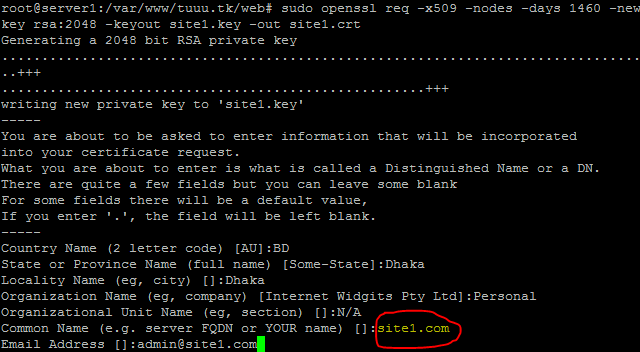 root@server1:/var/www/tuuu.tk/web# sudo openssl req -x509 -nodes -days 1460 -new
key rsa:2048 -keyout site1.key -out site1.crt
Generating a 2048 bit RSA private key
................................................................................
..+++
.....................................................+++
writing new private key to 'site1.key'
-----
You are about to be asked to enter information that will be incorporated
into your certificate request.
What you are about to enter is what is called a Distinguished Name or a DN.
There are quite a few fields but you can leave some blank
For some fields there will be a default value,
If you enter '.', the field will be left blank.
-----
Country Name (2 letter code) [AU]:BD
State or Province Name (full name) [Some-State]:Dhaka
Locality Name (eg, city) []:Dhaka
Organization Name (eg, company) [Internet Widgits Pty Ltd]:Personal
Organizational Unit Name (eg, section) []:N/A
Common Name (e.g. server FQDN or YOUR name) []:site1.com
Email Address []:admin@site1.com